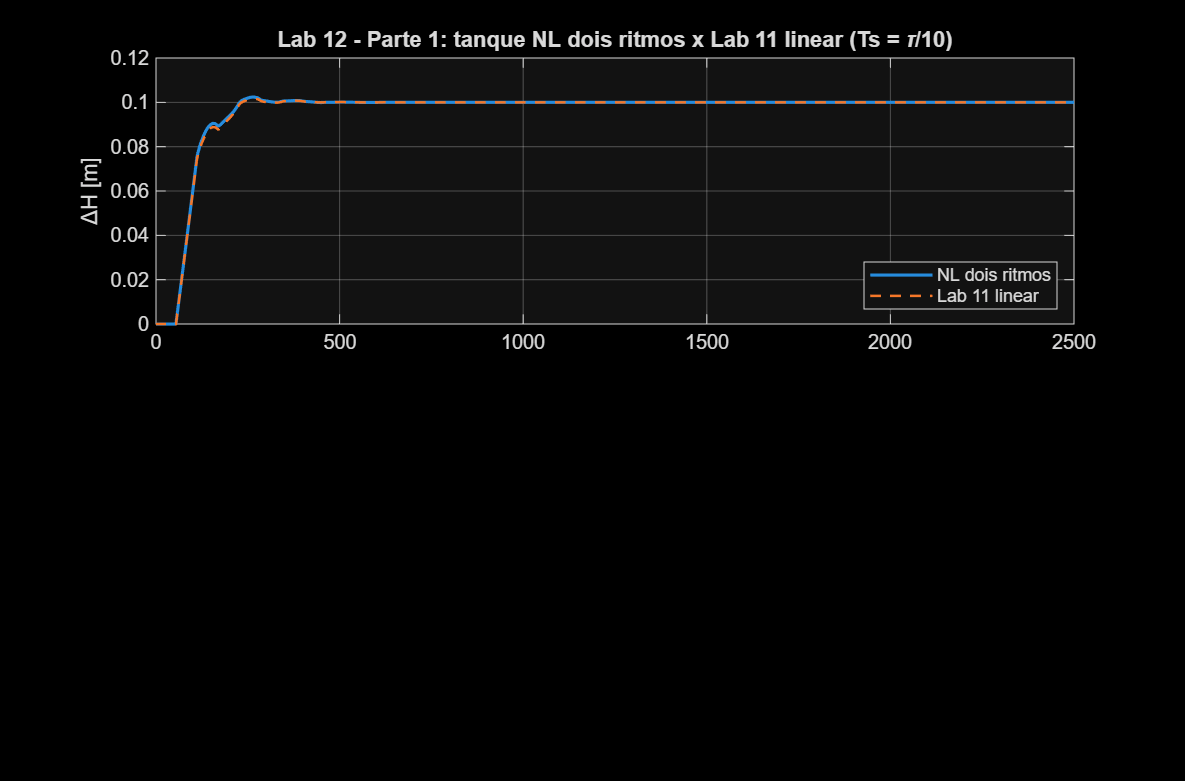 Lab 12 - Parte 1: tanque NL dois ritmos x Lab 11 linear (Ts = τ/10)
0.12
0.1
0.08
0.06
0.04
0.02
0
ΔH [m]
NL dois ritmos
Lab 11 linear
0 500 1000 1500 2000 2500